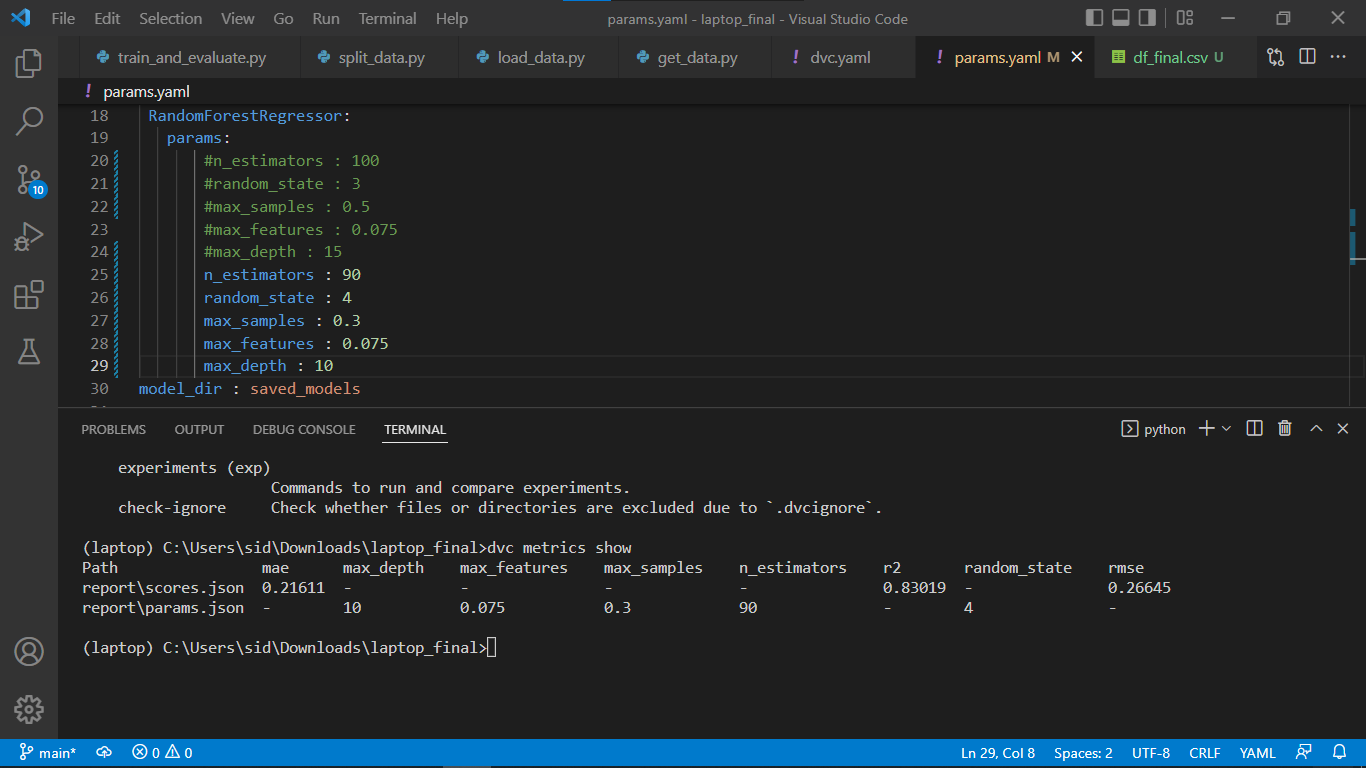 File Edit Selection View Go Run Terminal Help params.yaml - laptop_final - Visual Studio Code
train_and_evaluate.py split_data.py load_data.py get_data.py ! dvc.yaml ! params.yaml M df_final.csv U
! params.yaml
18 RandomForestRegressor:
19 params:
20 #n_estimators : 100
21 #random_state : 3
22 #max_samples : 0.5
23 #max_features : 0.075
24 #max_depth : 15
25 n_estimators : 90
26 random_state : 4
27 max_samples : 0.3
28 max_features : 0.075
29 max_depth : 10
30 model_dir : saved_models
10
PROBLEMS OUTPUT DEBUG CONSOLE TERMINAL python
experiments (exp)
Commands to run and compare experiments.
check-ignore Check whether files or directories are excluded due to `.dvcignore`.
(laptop) C:\Users\sid\Downloads\laptop_final>dvc metrics show
Path mae max_depth max_features max_samples n_estimators r2 random_state rmse
report\scores.json 0.21611 - - - - 0.83019 - 0.26645
report\params.json - 10 0.075 0.3 90 - 4 -
(laptop) C:\Users\sid\Downloads\laptop_final>
main* 0 0 Ln 29, Col 8 Spaces: 2 UTF-8 CRLF YAML